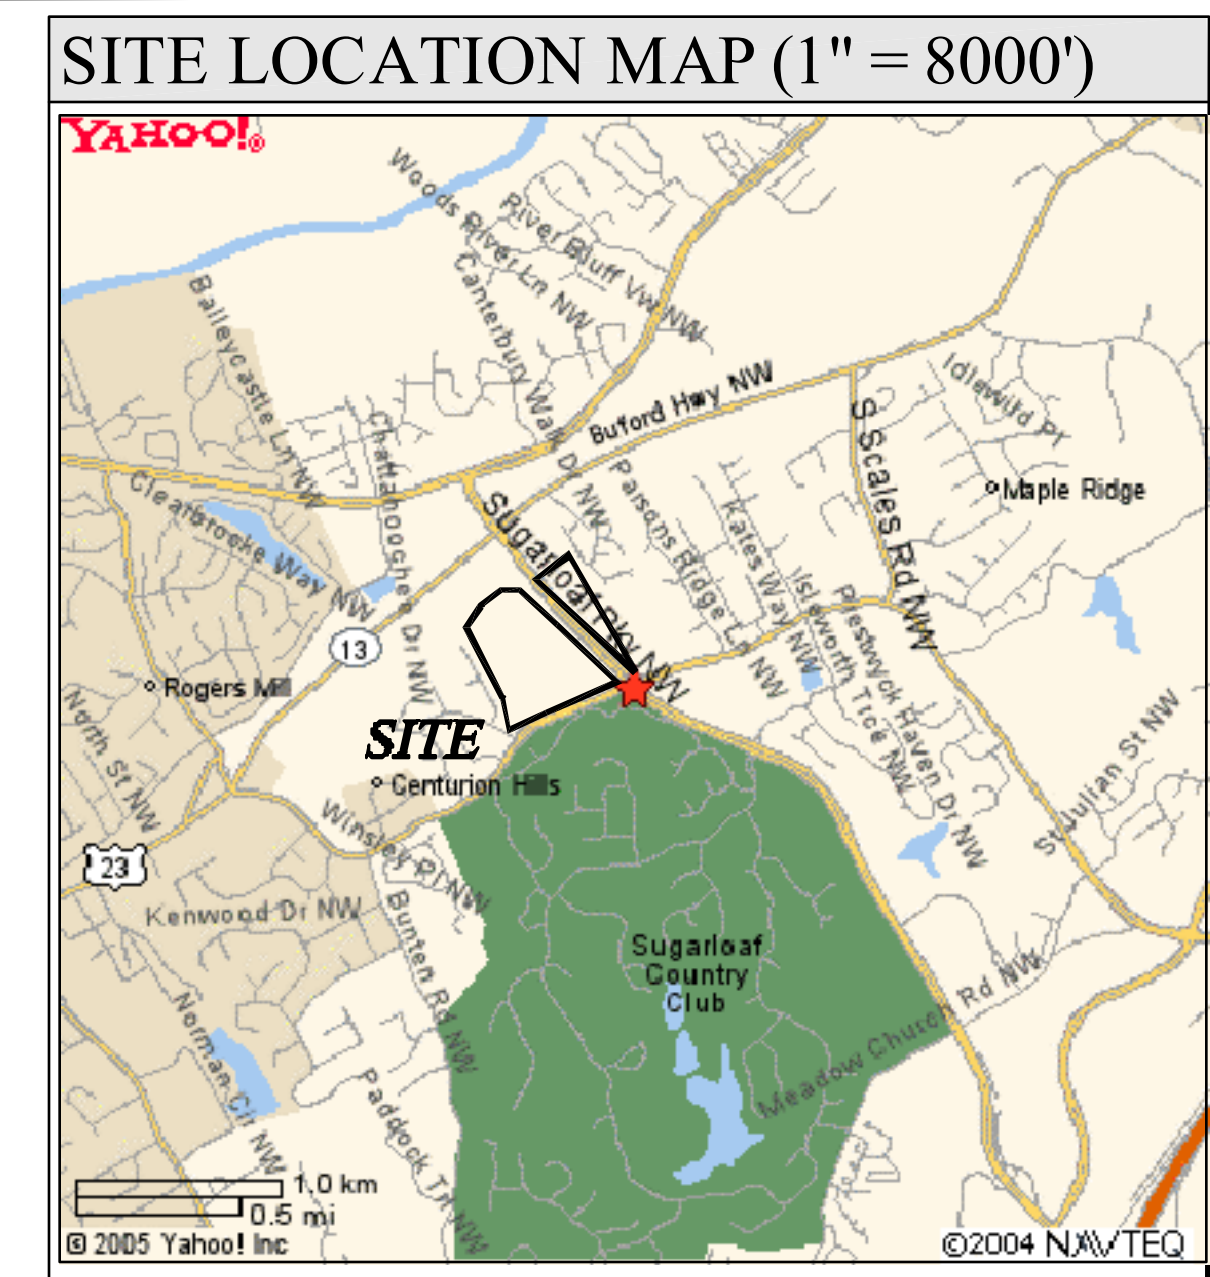 SITE LOCATION MAP (1" = 8000')
YAHOO!®
Woods River Ln NW
River Bluff Vw NW
Canterbury Walk Dr NW
Balleycastle Ln NW
Buford Hwy NW
Idlewild Pl
S Scales Rd NW
Chattahoochee Dr NW
Clearstocke Way NW
Sugarloaf Pky NW
Parsons Ridge Ln NW
Kates Way NW
Maple Ridge
Isleworth Tree NW
Prestwyck Haven Dr NW
13
Rogers Mill
North St NW
SITE
Centurion Hills
St Julian St NW
Winsley Pl NW
23
Kenwood Dr NW
Bunten Rd NW
Sugarloaf
Country
Club
Meadow Church Rd NW
Norman Cir NW
Paddock Tr NW
1.0 km
0.5 mi
© 2005 Yahoo! Inc
©2004 NAVTEQ